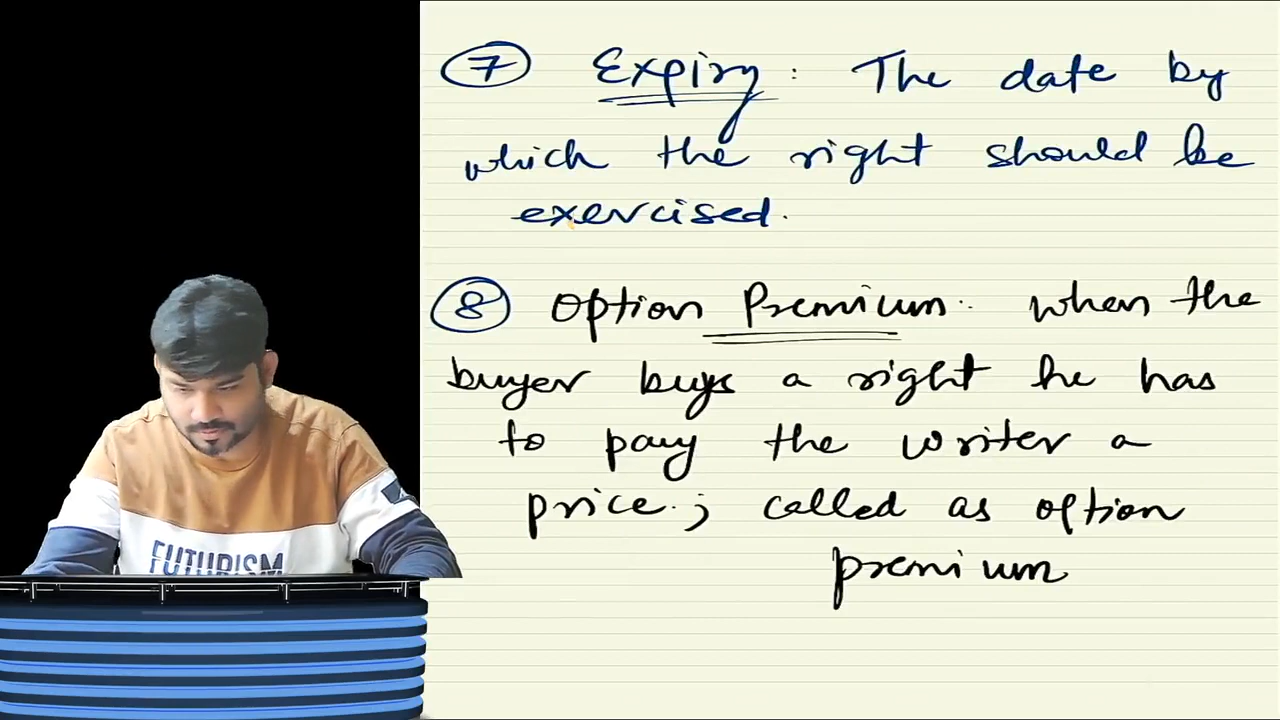 7 Expiry: The date by
which the right should be
exercised.
8 Option Premium: When the
buyer buys a right he has
to pay the writer a
price; called as option
premium
FUTURISM